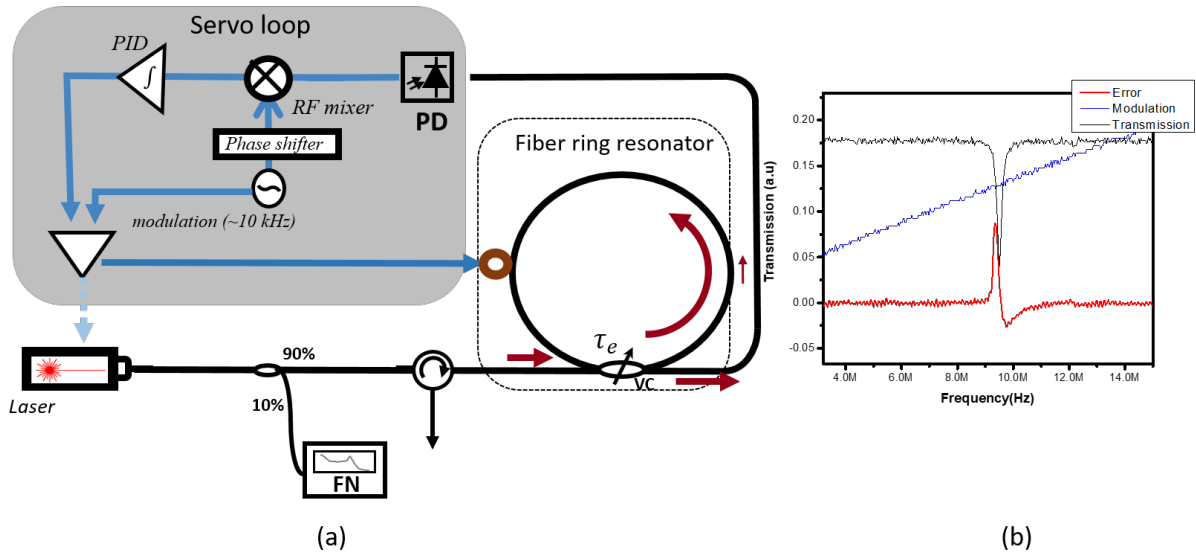 Servo loop
PID
∫
RF mixer
PD
Phase shifter
modulation (~10 kHz)
Fiber ring resonator
τe
VC
Laser
90%
10%
FN
(a)
Error
Modulation
Transmission
Transmission (a.u)
0.20
0.15
0.10
0.05
0.00
-0.05
4.0M 6.0M 8.0M 10.0M 12.0M 14.0M
Frequency(Hz)
(b)